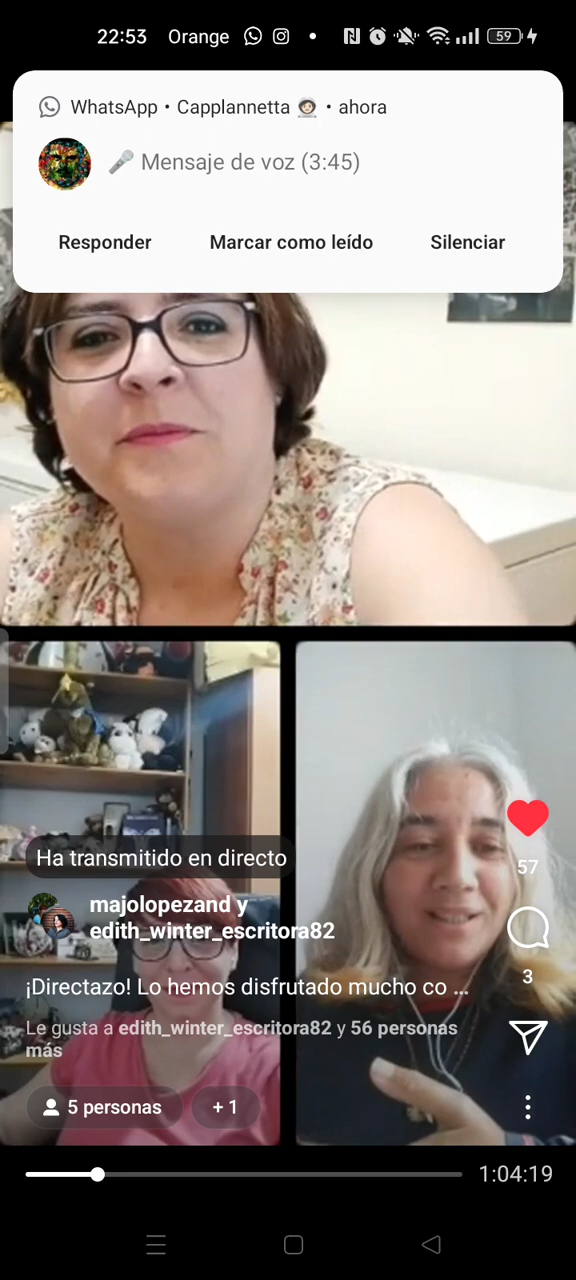 22:53 Orange 59
WhatsApp • Capplannetta 👩🏻‍🚀 • ahora
🎤 Mensaje de voz (3:45)
Responder Marcar como leído Silenciar
Ha transmitido en directo
majolopezand y
edith_winter_escritora82
57
¡Directazo! Lo hemos disfrutado mucho co ...
3
Le gusta a edith_winter_escritora82 y 56 personas
más
5 personas + 1
1:04:19